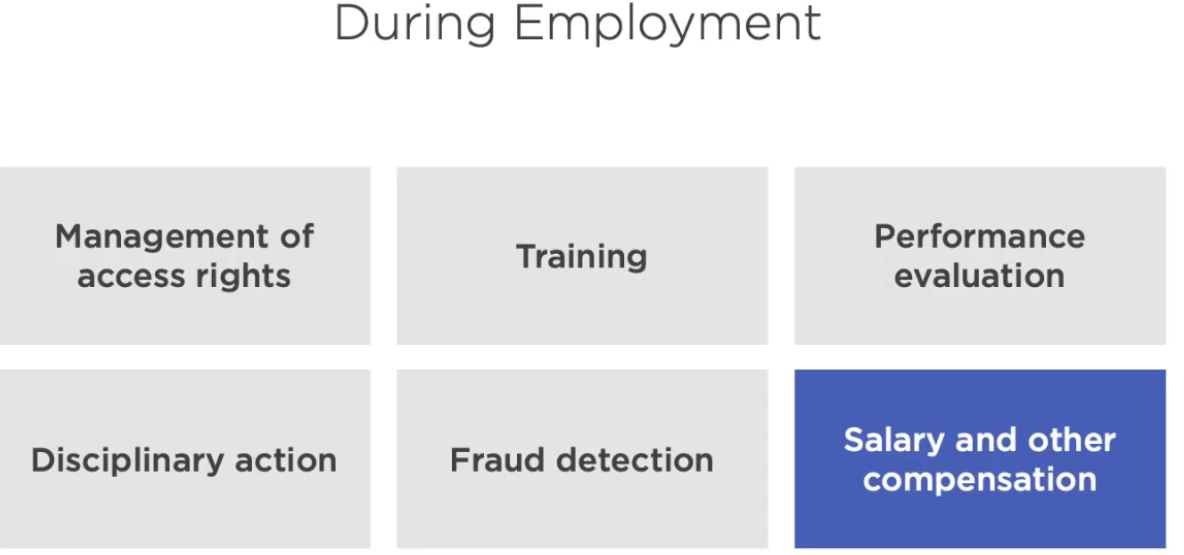 During Employment
Management of
access rights
Training
Performance
evaluation
Disciplinary action
Fraud detection
Salary and other
compensation